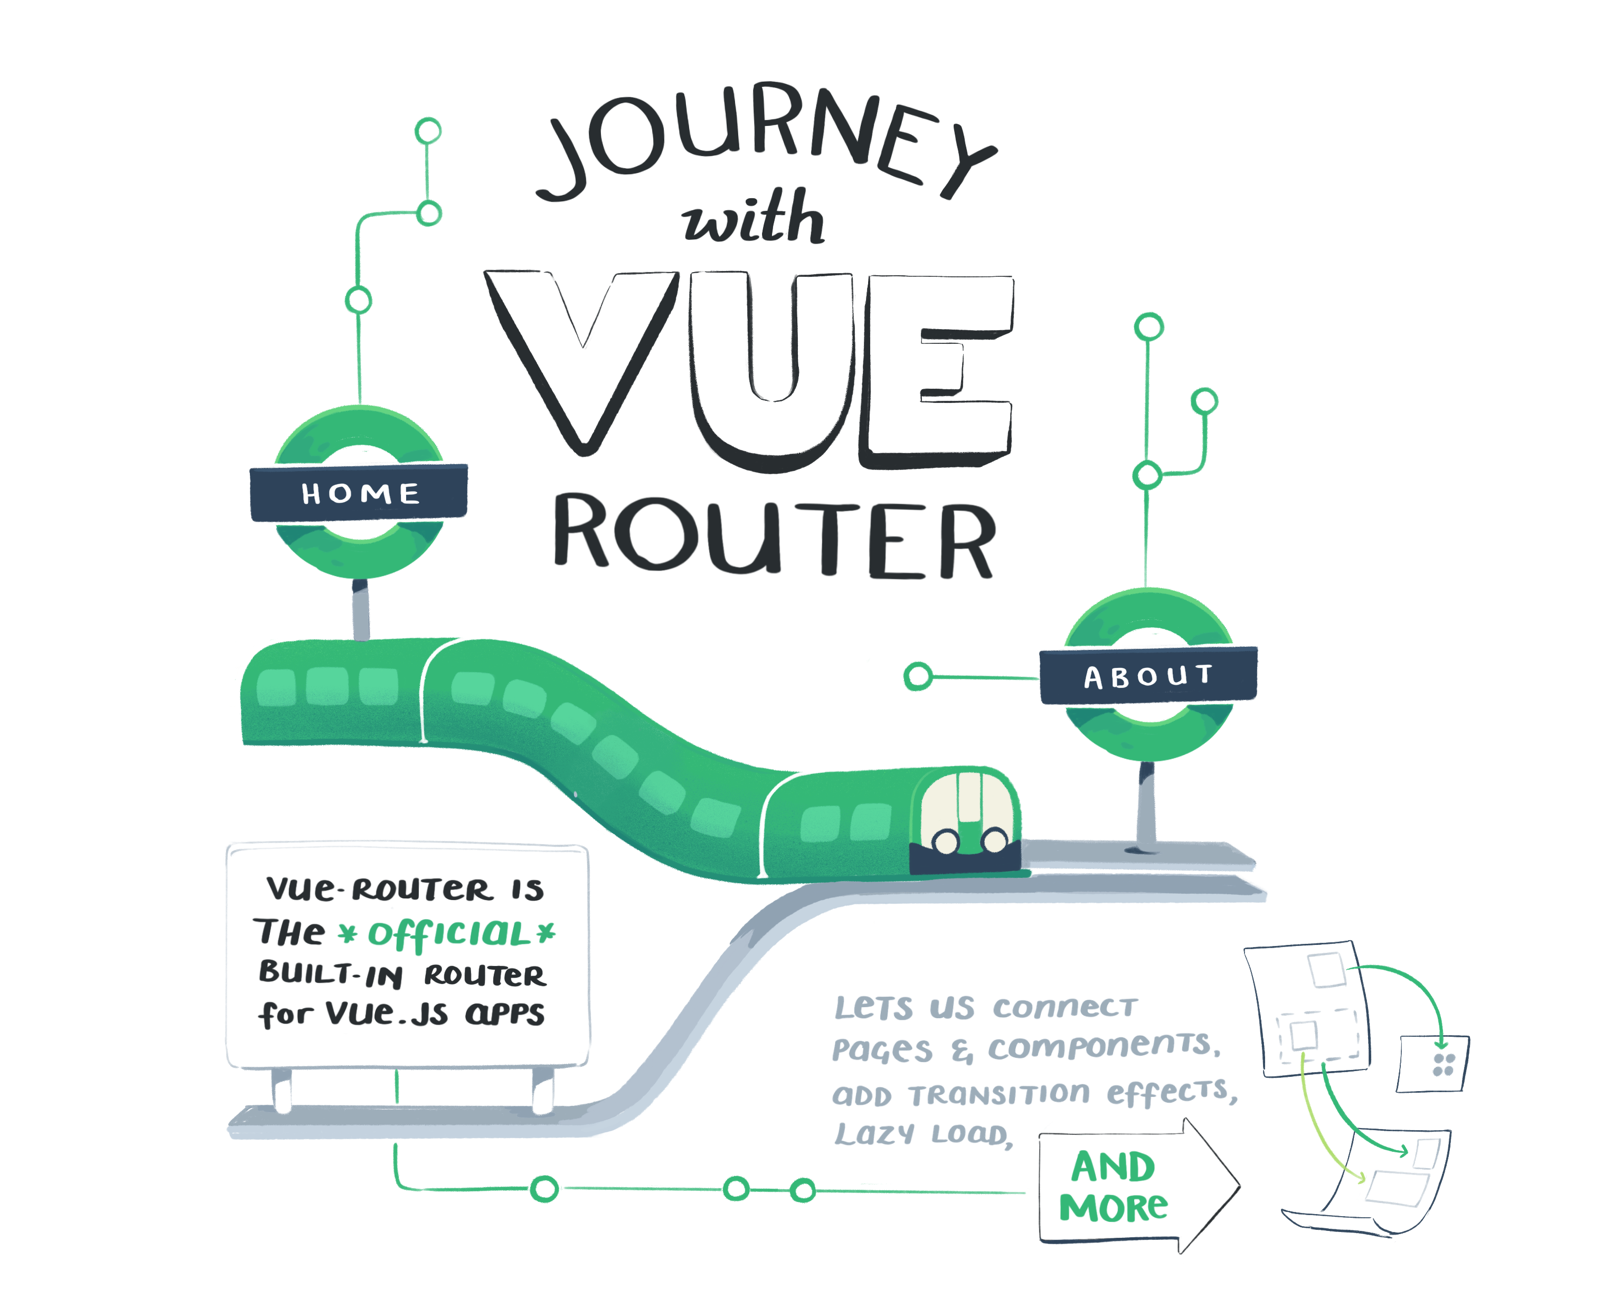 JOURNEY
with
VUE
ROUTER
HOME
ABOUT
VUE-ROUTER IS
THE *OFFICIAL*
BUILT-IN ROUTER
for VUE.JS APPS
LETS US CONNECT
PAGES & COMPONENTS,
ADD TRANSITION EFFECTS,
LAZY LOAD,
AND
MORE